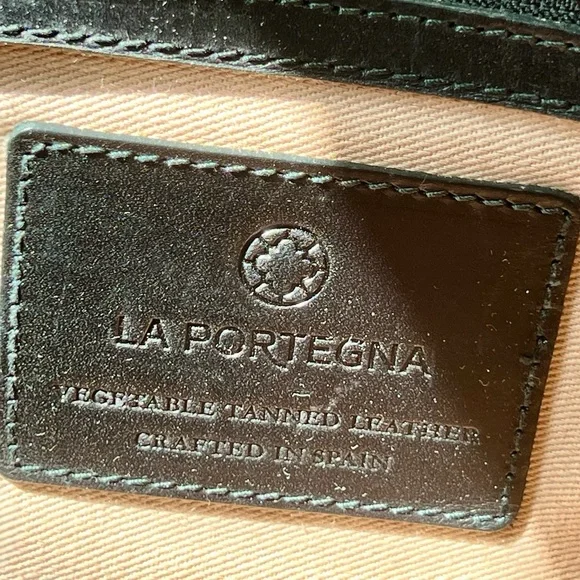 LA PORTEGNA
VEGETABLE TANNED LEATHER
CRAFTED IN SPAIN